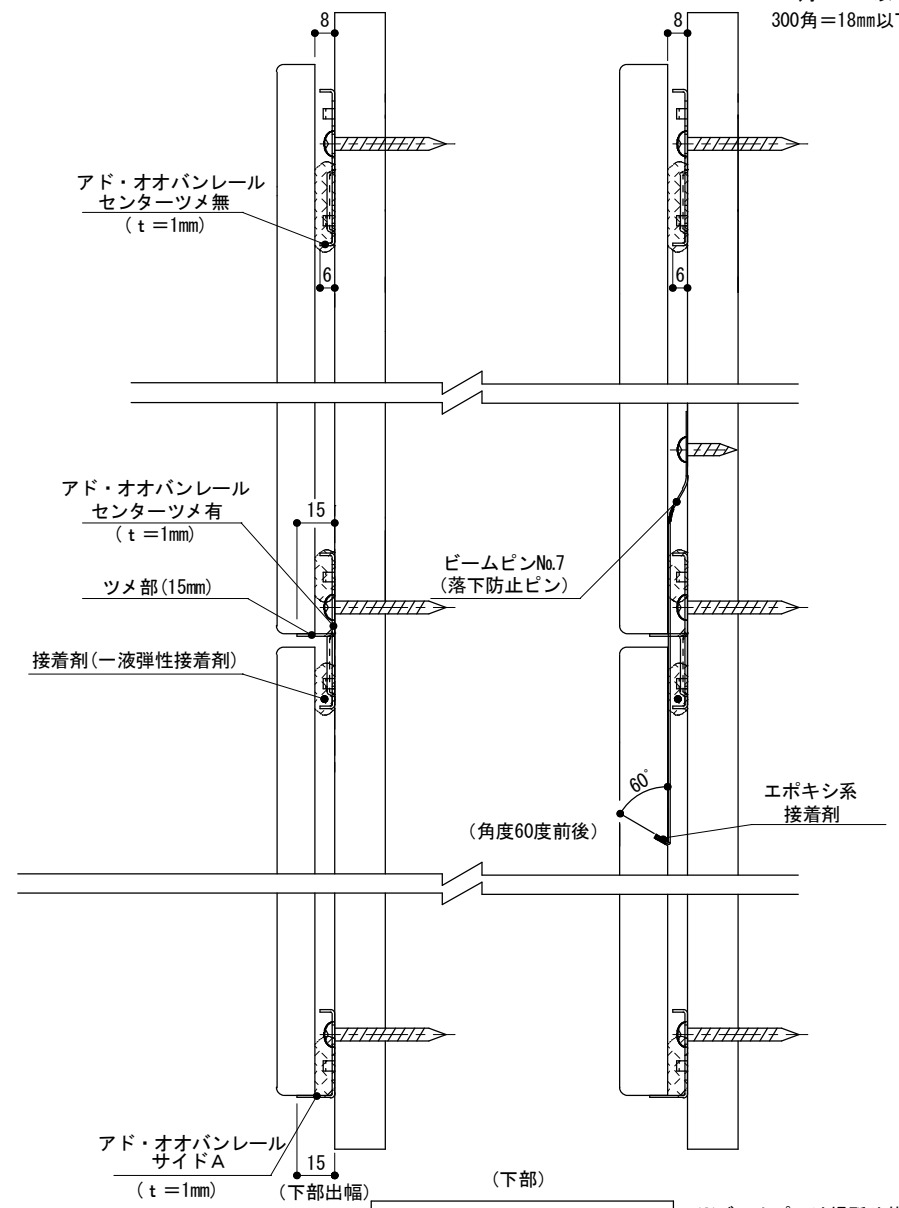 300角＝18mm以下
8
8
アド・オオバンレール
センターツメ無
(ｔ＝1mm)
6
6
アド・オオバンレール
センターツメ有
(ｔ＝1mm)
15
ツメ部(15mm)
接着剤(一液弾性接着剤)
ビームピン№7
(落下防止ピン)
60°
(角度60度前後)
エポキシ系
接着剤
アド・オオバンレール
サイドA
(ｔ＝1mm)
15
(下部出幅)
(下部)